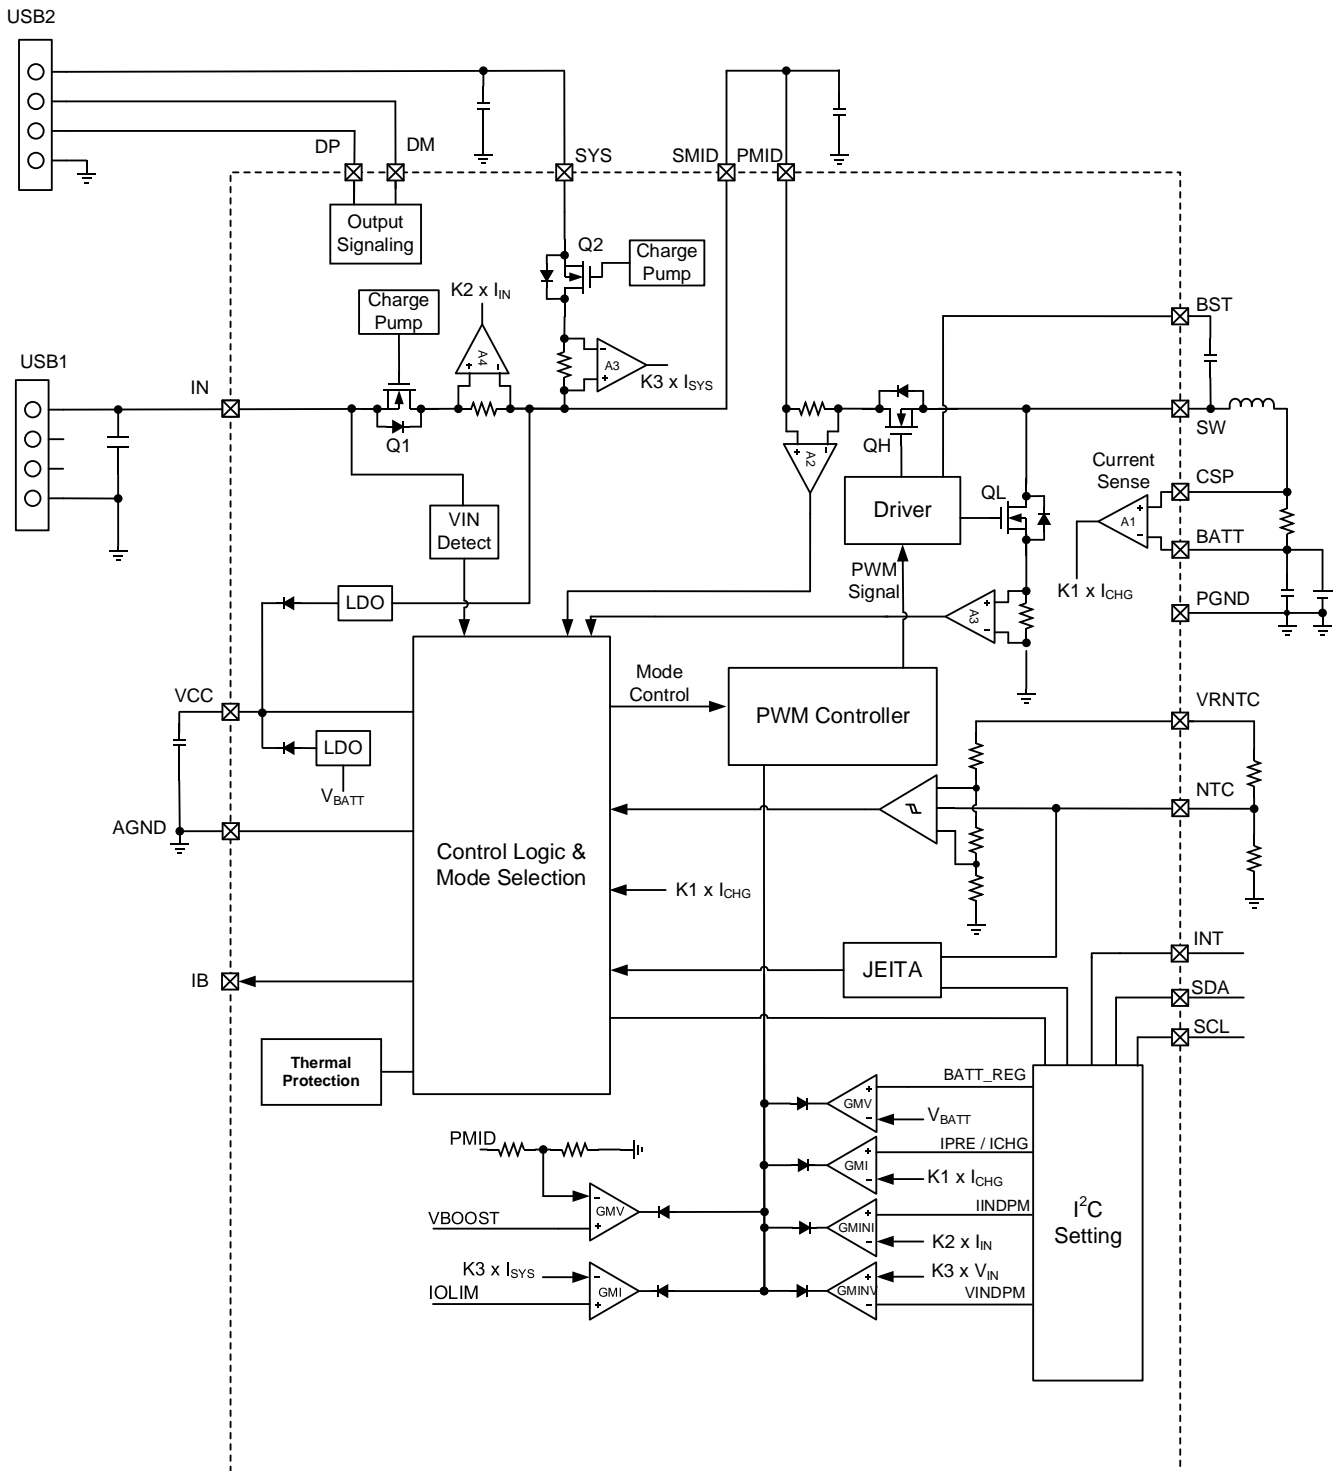 USB2
DP
DM
SYS
SMID
PMID
Output
Signaling
Q2
Charge
Pump
K2 x IIN
Charge
Pump
A4
A3
K3 x ISYS
BST
USB1
IN
Q1
QH
SW
A2
Current
Sense
CSP
VIN
Detect
Driver
QL
A1
BATT
LDO
PWM
Signal
K1 x ICHG
PGND
A3
Mode
Control
VCC
PWM Controller
VRNTC
LDO
VBATT
NTC
AGND
Control Logic &
Mode Selection
K1 x ICHG
INT
JEITA
IB
SDA
SCL
Thermal
Protection
BATT_REG
GMV
VBATT
PMID
IPRE / ICHG
GMI
K1 x ICHG
I2C
Setting
GMV
VBOOST
IINDPM
GMINI
K2 x IIN
K3 x ISYS
GMI
IOLIM
K3 x VIN
GMINV
VINDPM